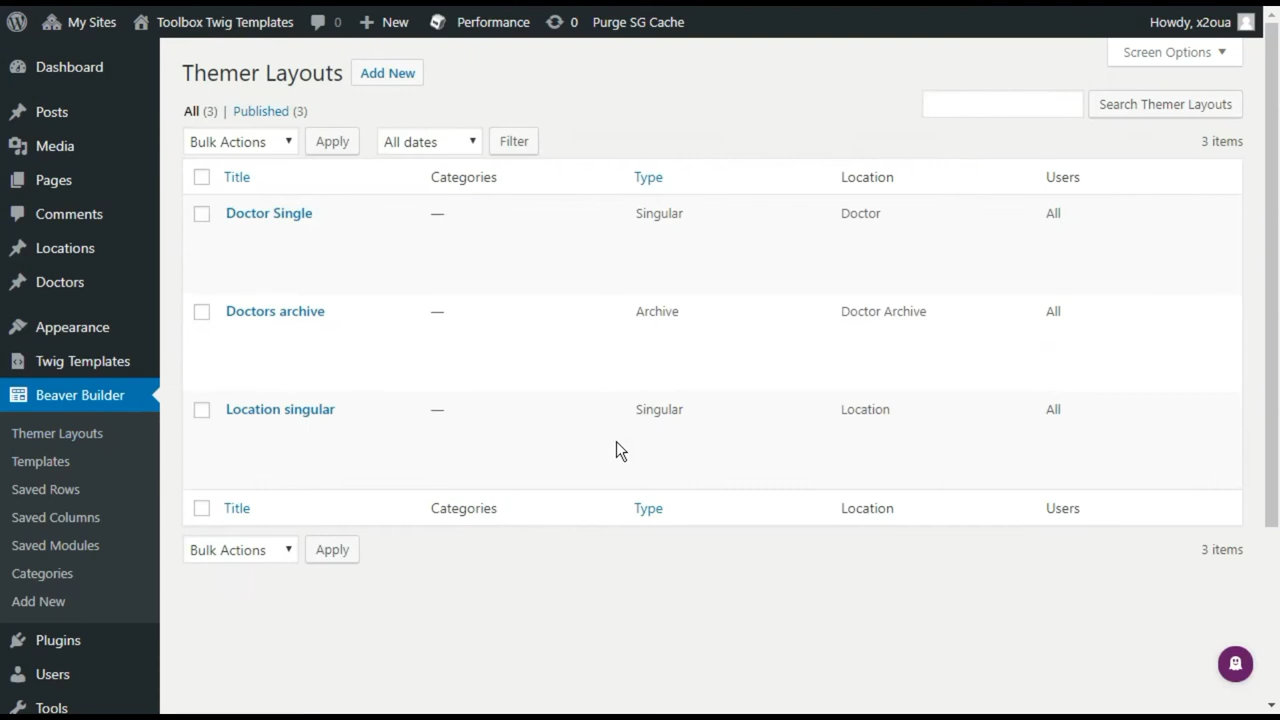 My Sites Toolbox Twig Templates 0 New Performance 0 Purge SG Cache Howdy, x2oua
Screen Options
Dashboard
Posts
Media
Pages
Comments
Locations
Doctors
Appearance
Twig Templates
Beaver Builder
Themer Layouts
Templates
Saved Rows
Saved Columns
Saved Modules
Categories
Add New
Plugins
Users
Tools
Themer Layouts Add New
All (3) | Published (3)
Search Themer Layouts
Bulk Actions Apply All dates Filter 3 items
Title Categories Type Location Users
Doctor Single — Singular Doctor All
Doctors archive — Archive Doctor Archive All
Location singular — Singular Location All
Title Categories Type Location Users
Bulk Actions Apply 3 items